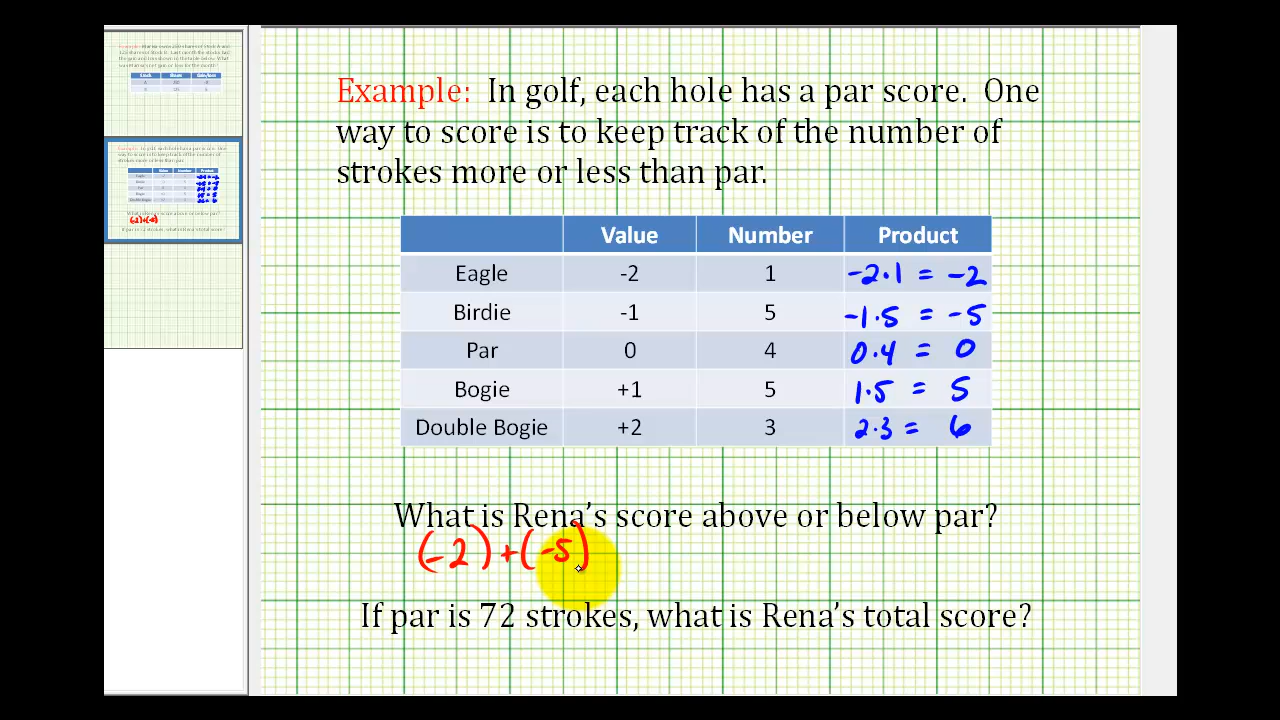 Example: In golf, each hole has a par score. One
way to score is to keep track of the number of
strokes more or less than par.
Value Number Product
Eagle -2 1 -2·1 = -2
Birdie -1 5 -1·5 = -5
Par 0 4 0·4 = 0
Bogie +1 5 1·5 = 5
Double Bogie +2 3 2·3 = 6
What is Rena's score above or below par?
(-2)+(-5)
If par is 72 strokes, what is Rena's total score?